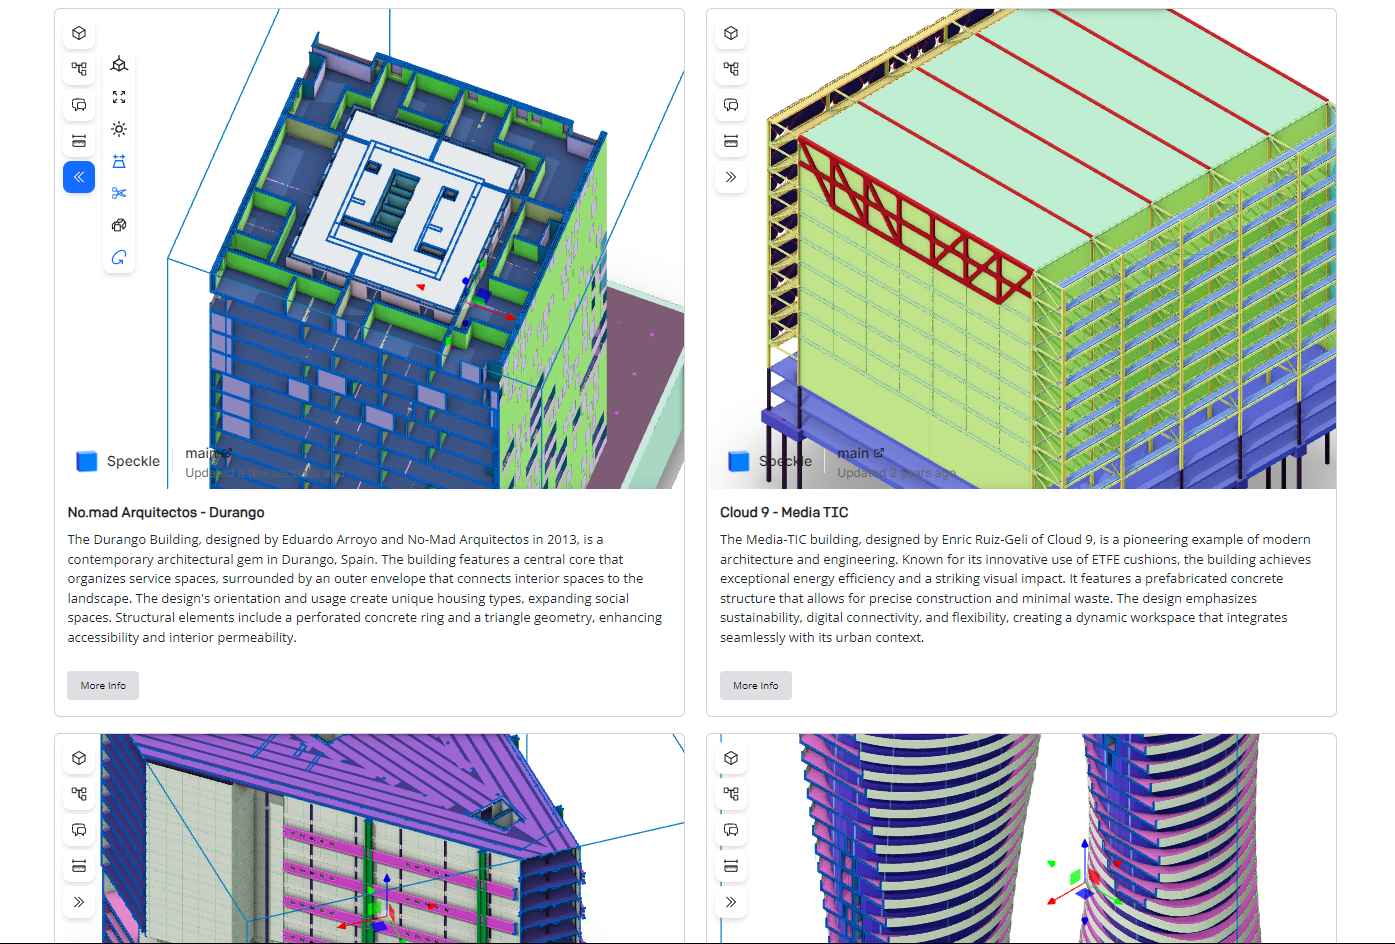 Speckle
main
Updated a few seconds ago
Speckle
main
Updated 2 years ago
No.mad Arquitectos - Durango
The Durango Building, designed by Eduardo Arroyo and No-Mad Arquitectos in 2013, is a
contemporary architectural gem in Durango, Spain. The building features a central core that
organizes service spaces, surrounded by an outer envelope that connects interior spaces to the
landscape. The design's orientation and usage create unique housing types, expanding social
spaces. Structural elements include a perforated concrete ring and a triangle geometry, enhancing
accessibility and interior permeability.
More Info
Cloud 9 - Media TIC
The Media-TIC building, designed by Enric Ruiz-Geli of Cloud 9, is a pioneering example of modern
architecture and engineering. Known for its innovative use of ETFE cushions, the building achieves
exceptional energy efficiency and a striking visual impact. It features a prefabricated concrete
structure that allows for precise construction and minimal waste. The design emphasizes
sustainability, digital connectivity, and flexibility, creating a dynamic workspace that integrates
seamlessly with its urban context.
More Info